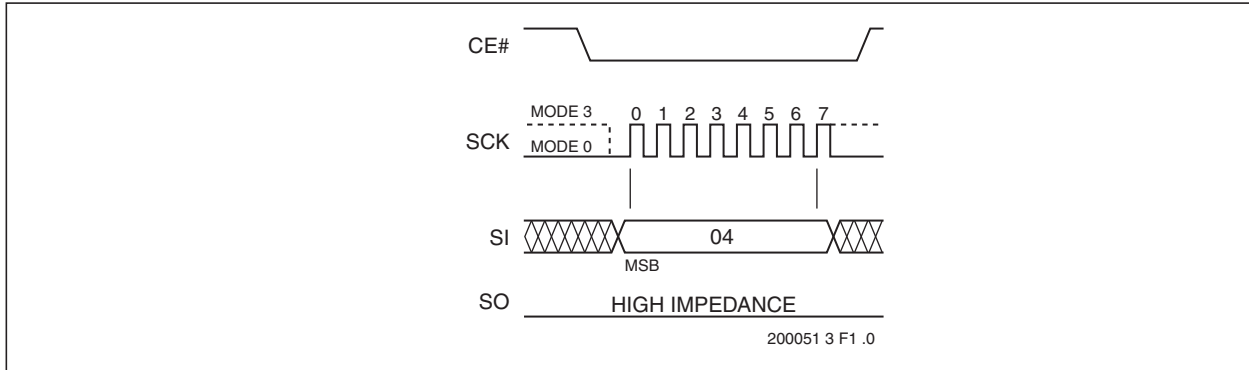 CE#
MODE 3
0 1 2 3 4 5 6 7
SCK
MODE 0
SI
04
MSB
SO
HIGH IMPEDANCE
200051 3 F1 .0